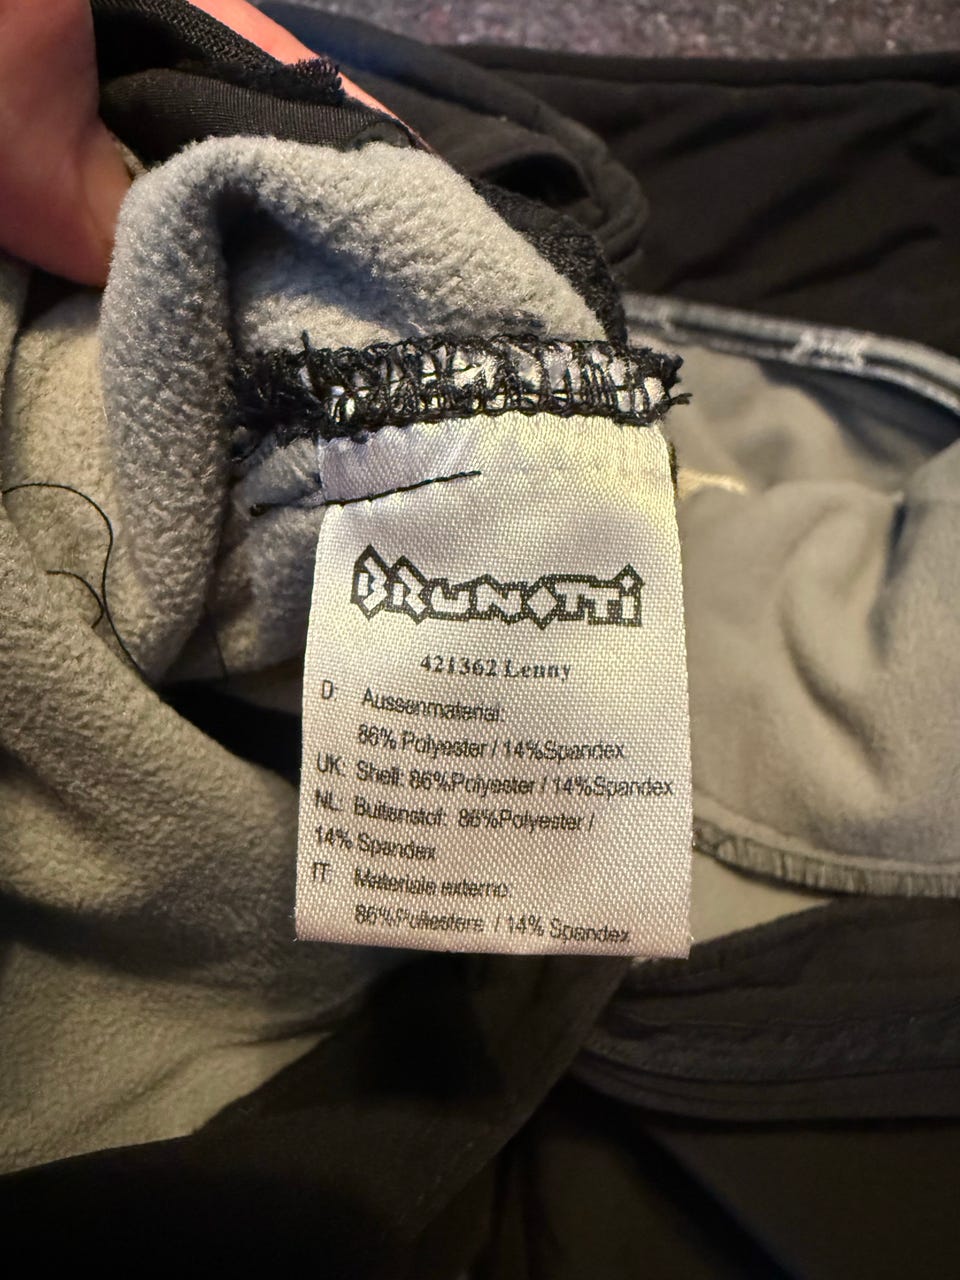 BRUNOTTI
421362 Lenny
D: Aussenmaterial:
86% Polyester / 14%Spandex
UK: Shell: 86%Polyester / 14%Spandex
NL: Buitenstof: 86%Polyester /
14% Spandex
IT: Materiale externo:
86%Poliestere / 14% Spandex